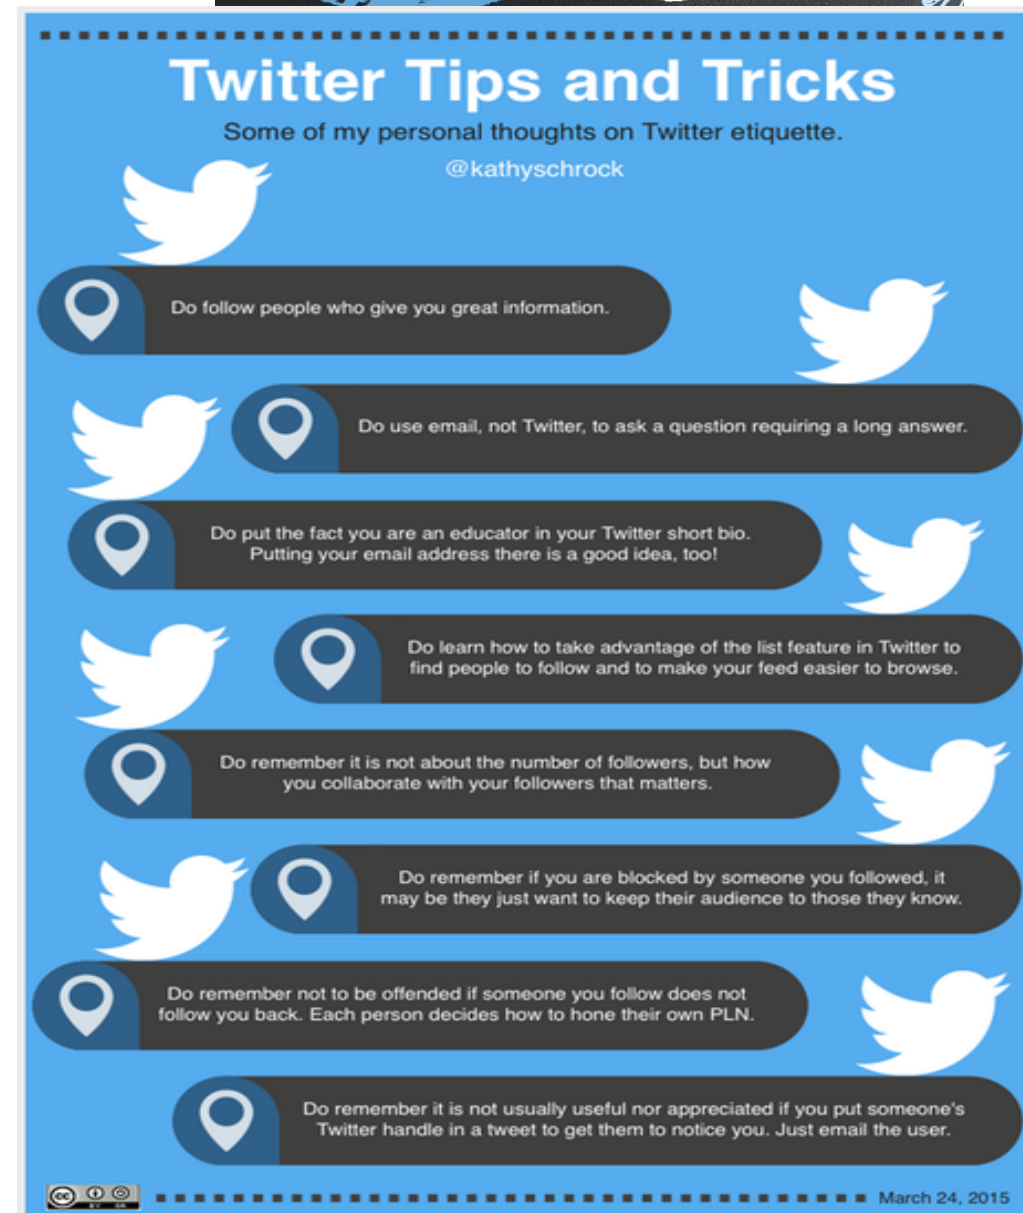 Twitter Tips and Tricks
Some of my personal thoughts on Twitter etiquette.
@kathyschrock
Do follow people who give you great information.
Do use email, not Twitter, to ask a question requiring a long answer.
Do put the fact you are an educator in your Twitter short bio.
Putting your email address there is a good idea, too!
Do learn how to take advantage of the list feature in Twitter to
find people to follow and to make your feed easier to browse.
Do remember it is not about the number of followers, but how
you collaborate with your followers that matters.
Do remember if you are blocked by someone you followed, it
may be they just want to keep their audience to those they know.
Do remember not to be offended if someone you follow does not
follow you back. Each person decides how to hone their own PLN.
Do remember it is not usually useful nor appreciated if you put someone's
Twitter handle in a tweet to get them to notice you. Just email the user.
cc
March 24, 2015